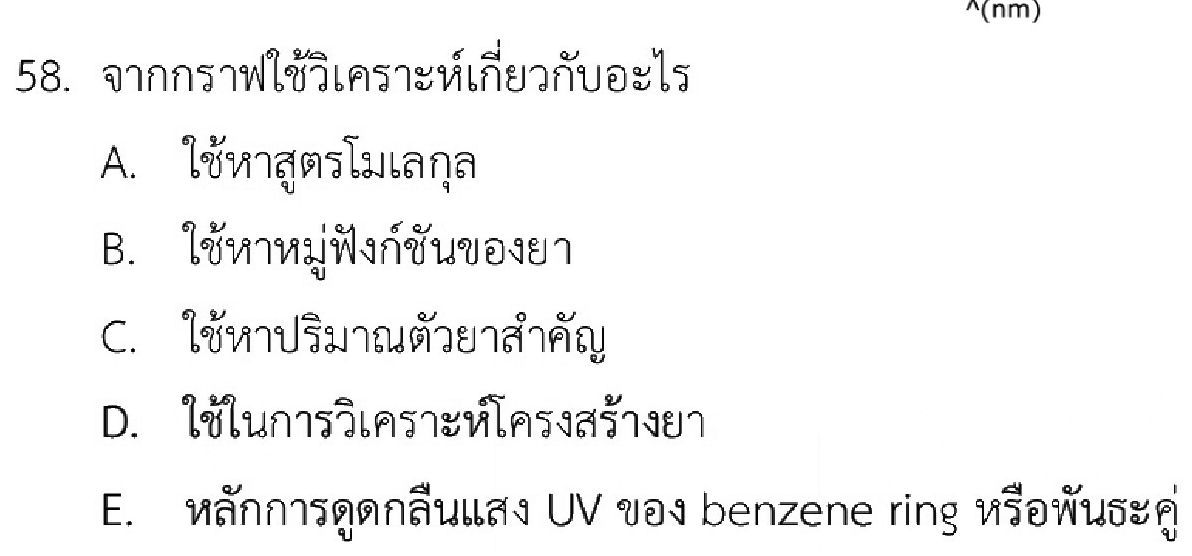 (nm)
58. จากกราฟใช้วิเคราะห์เกี่ยวกับอะไร
A. ใช้หาสูตรโมเลกุล
B. ใช้หาหมู่ฟังก์ชันของยา
C. ใช้หาปริมาณตัวยาสำคัญ
D. ใช้ในการวิเคราะห์โครงสร้างยา
E. หลักการดูดกลืนแสง UV ของ benzene ring หรือพันธะคู่